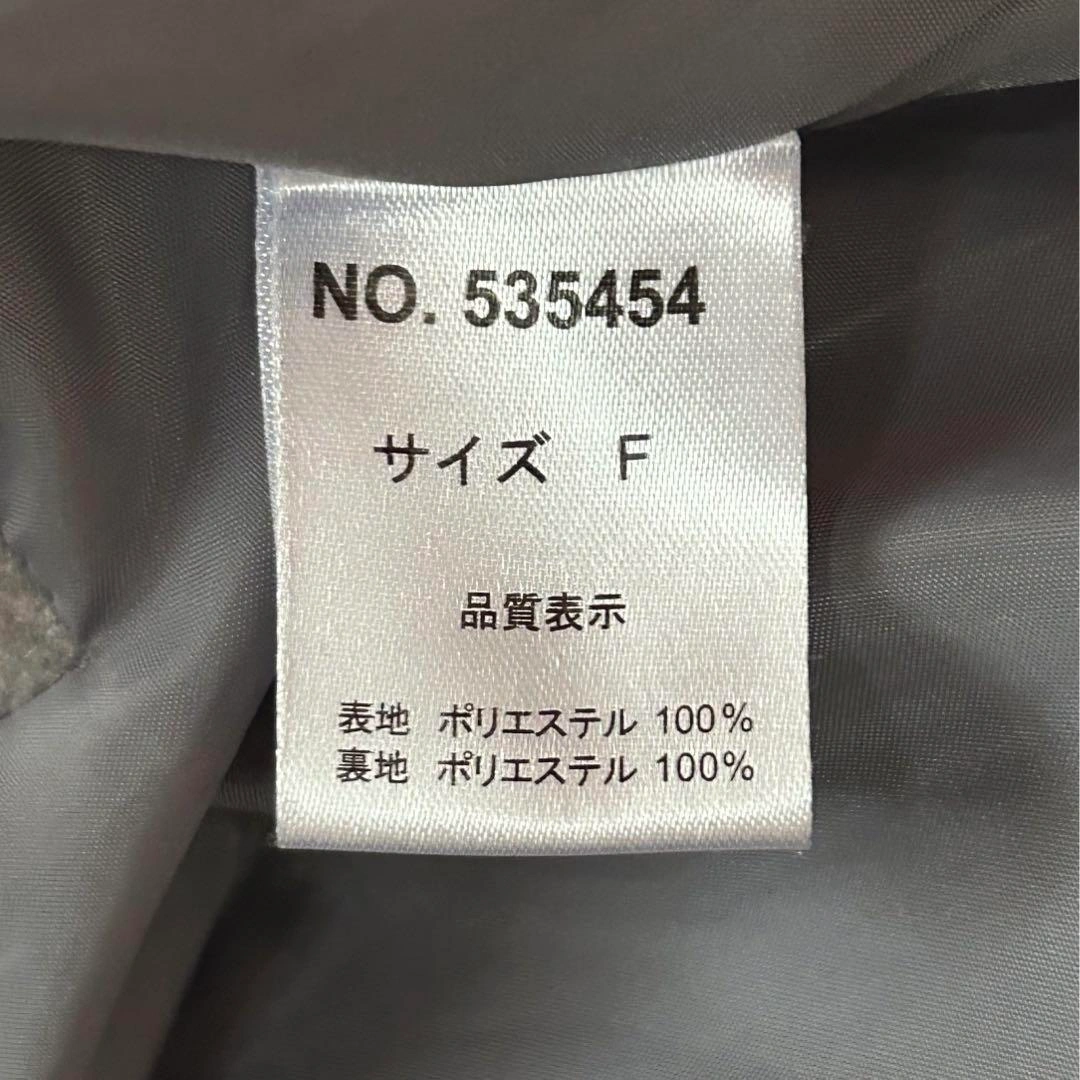 NO. 535454
サイズ F
品質表示
表地 ポリエステル 100%
裏地 ポリエステル 100%